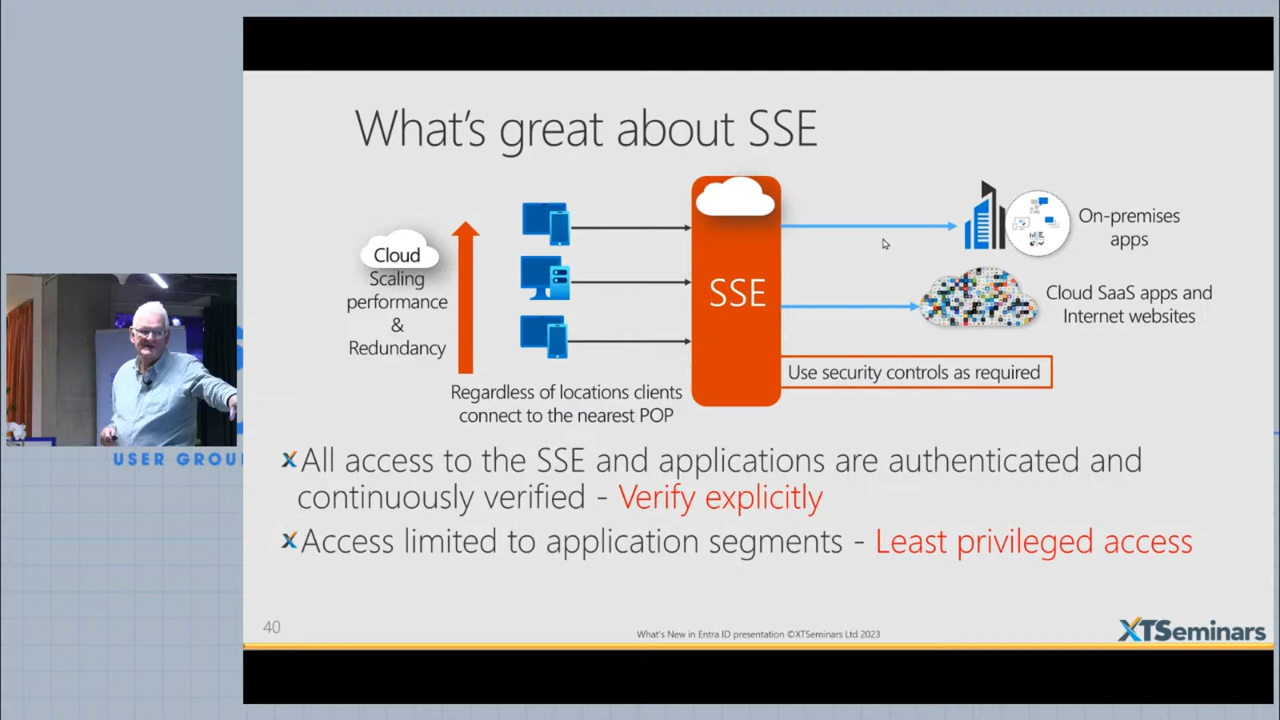 What's great about SSE
Cloud
Scaling
performance
&
Redundancy
Regardless of locations clients
connect to the nearest POP
SSE
On-premises
apps
Cloud SaaS apps and
Internet websites
Use security controls as required
All access to the SSE and applications are authenticated and
continuously verified - Verify explicitly
Access limited to application segments - Least privileged access
40
What's New in Entra ID presentation ©XTSeminars Ltd 2023
XTSeminars
USER GROU